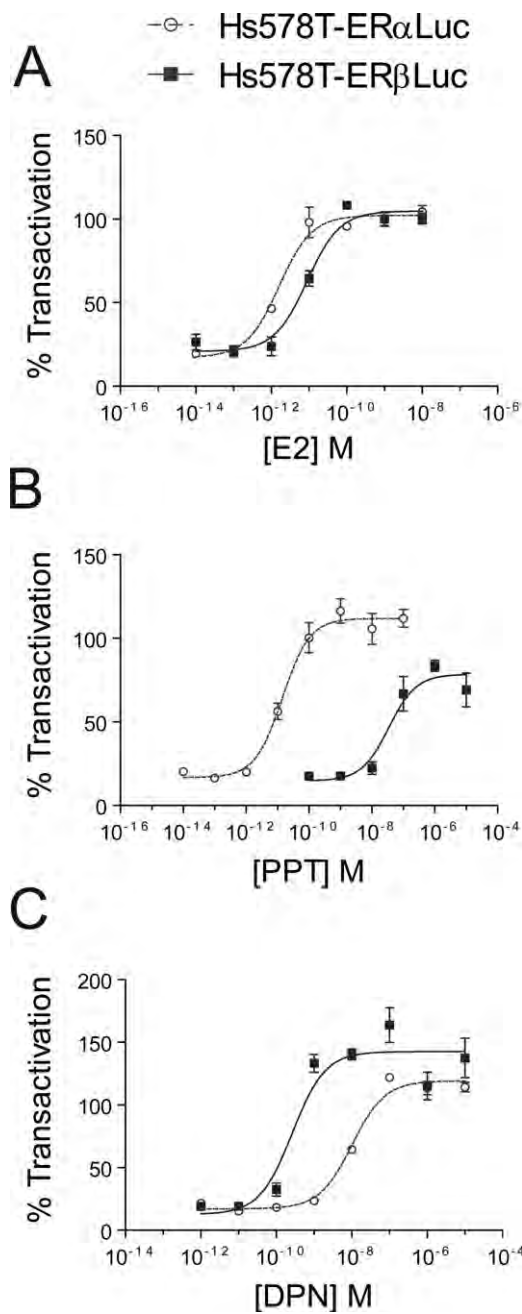 A
Hs578T-ERαLuc
Hs578T-ERβLuc
150
100
50
0
% Transactivation
10⁻¹⁶ 10⁻¹⁴ 10⁻¹² 10⁻¹⁰ 10⁻⁸ 10⁻⁶
[E2] M
B
150
100
50
0
% Transactivation
10⁻¹⁶ 10⁻¹⁴ 10⁻¹² 10⁻¹⁰ 10⁻⁸ 10⁻⁶ 10⁻⁴
[PPT] M
C
200
150
100
50
0
% Transactivation
10⁻¹⁴ 10⁻¹² 10⁻¹⁰ 10⁻⁸ 10⁻⁶ 10⁻⁴
[DPN] M